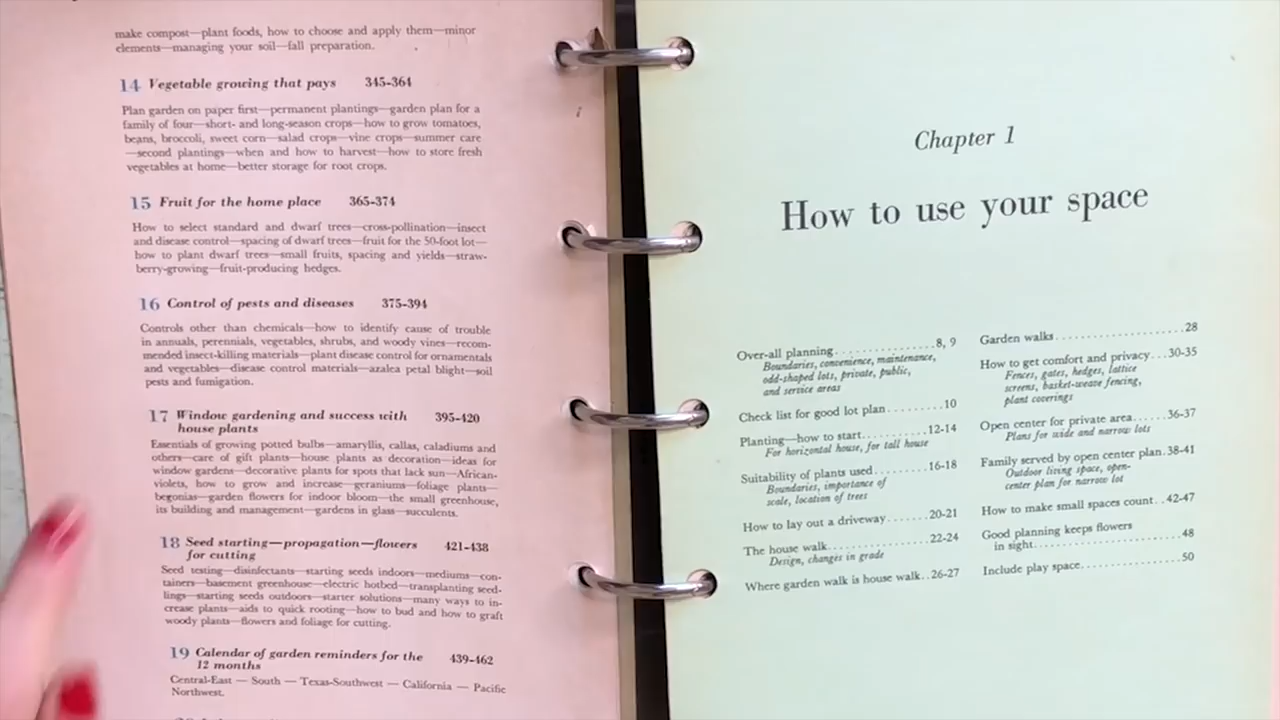 make compost—plant foods, how to choose and apply them—minor
elements—managing your soil—fall preparation.
14 Vegetable growing that pays 345-364
Plan garden on paper first—permanent plantings—garden plan for a
family of four—short- and long-season crops—how to grow tomatoes,
beans, broccoli, sweet corn—salad crops—vine crops—summer care
—second plantings—when and how to harvest—how to store fresh
vegetables at home—better storage for root crops.
15 Fruit for the home place 365-374
How to select standard and dwarf trees—cross-pollination—insect
and disease control—spacing of dwarf trees—fruit for the 50-foot lot—
how to plant dwarf trees—small fruits, spacing and yields—straw-
berry-growing—fruit-producing hedges.
16 Control of pests and diseases 375-394
Controls other than chemicals—how to identify cause of trouble
in annuals, perennials, vegetables, shrubs, and woody vines—recom-
mended insect-killing materials—plant disease control for ornamentals
and vegetables—disease control materials—azalea petal blight—soil
pests and fumigation.
17 Window gardening and success with 395-420
house plants
Essentials of growing potted bulbs—amaryllis, callas, caladiums and
others—care of gift plants—house plants as decoration—ideas for
window gardens—decorative plants for spots that lack sun—African-
violets, how to grow and increase—geraniums—foliage plants—
begonias—garden flowers for indoor bloom—the small greenhouse,
its building and management—gardens in glass—succulents.
18 Seed starting—propagation—flowers 421-438
for cutting
Seed testing—disinfectants—starting seeds indoors—mediums—con-
tainers—basement greenhouse—electric hotbed—transplanting seed-
lings—starting seeds outdoors—starter solutions—many ways to in-
crease plants—aids to quick rooting—how to bud and how to graft
woody plants—flowers and foliage for cutting.
19 Calendar of garden reminders for the 439-462
12 months
Central-East — South — Texas-Southwest — California — Pacific
Northwest.
Chapter 1
How to use your space
Over-all planning..................8, 9
Boundaries, convenience, maintenance,
odd-shaped lots, private, public,
and service areas
Check list for good lot plan..........10
Planting—how to start..............12-14
For horizontal house, for tall house
Suitability of plants used............16-18
Boundaries, importance of
scale, location of trees
How to lay out a driveway.......20-21
The house walk.................22-24
Design, changes in grade
Where garden walk is house walk..26-27
Garden walks......................28
How to get comfort and privacy...30-35
Fences, gates, hedges, lattice
screens, basket-weave fencing,
plant coverings
Open center for private area......36-37
Plans for wide and narrow lots
Family served by open center plan.38-41
Outdoor living space, open-
center plan for narrow lot
How to make small spaces count..42-47
Good planning keeps flowers
in sight.........................48
Include play space.................50